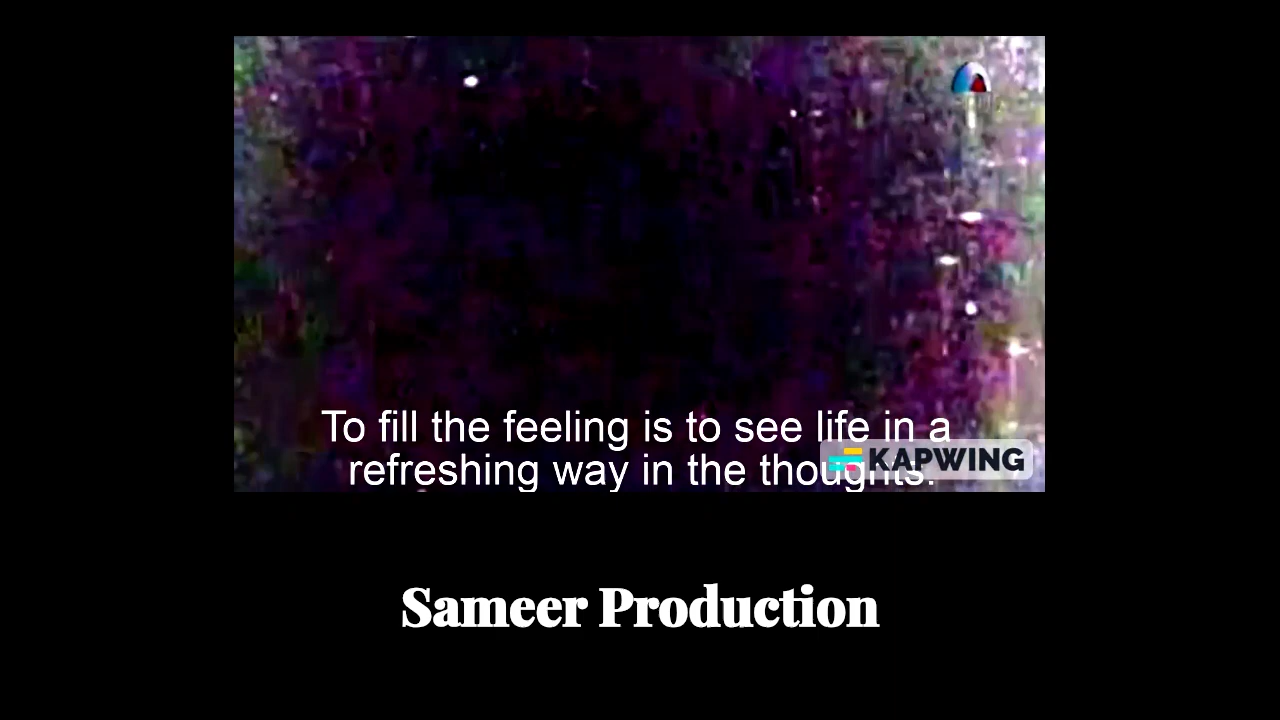 To fill the feeling is to see life in a
refreshing way in the thoughts.
KAPWING
Sameer Production